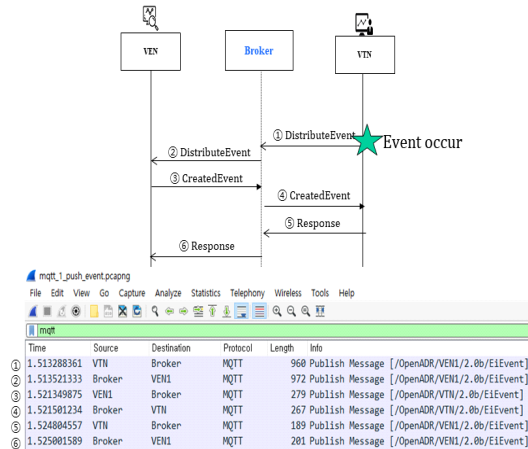 VEN
Broker
VTN
① DistributeEvent
Event occur
② DistributeEvent
③ CreatedEvent
④ CreatedEvent
⑤ Response
⑥ Response
mqtt_1_push_event.pcapng
File Edit View Go Capture Analyze Statistics Telephony Wireless Tools Help
mqtt
Time Source Destination Protocol Length Info
① 1.513288361 VTN Broker MQTT 960 Publish Message [/OpenADR/VEN1/2.0b/EiEvent]
② 1.513521333 Broker VEN1 MQTT 972 Publish Message [/OpenADR/VEN1/2.0b/EiEvent]
③ 1.521349875 VEN1 Broker MQTT 279 Publish Message [/OpenADR/VTN/2.0b/EiEvent]
④ 1.521501234 Broker VTN MQTT 267 Publish Message [/OpenADR/VTN/2.0b/EiEvent]
⑤ 1.524804557 VTN Broker MQTT 189 Publish Message [/OpenADR/VEN1/2.0b/EiEvent]
⑥ 1.525001589 Broker VEN1 MQTT 201 Publish Message [/OpenADR/VEN1/2.0b/EiEvent]